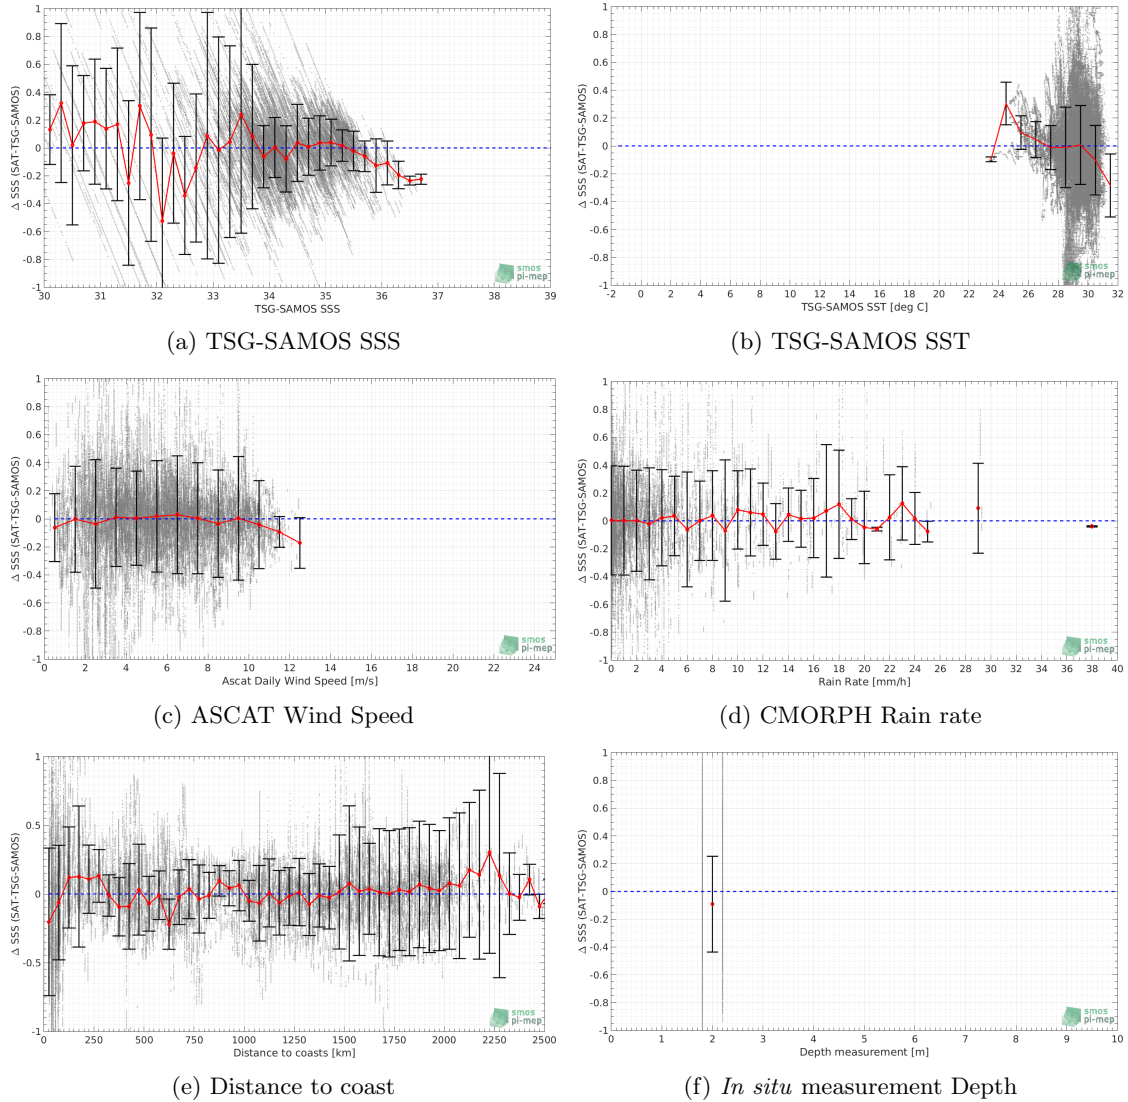 Δ SSS (SAT-TSG-SAMOS)
1
0.8
0.6
0.4
0.2
0
-0.2
-0.4
-0.6
-0.8
-1
30 31 32 33 34 35 36 37 38 39
TSG-SAMOS SSS
smos
pi-mep
(a) TSG-SAMOS SSS
Δ SSS (SAT-TSG-SAMOS)
1
0.8
0.6
0.4
0.2
0
-0.2
-0.4
-0.6
-0.8
-1
-2 0 2 4 6 8 10 12 14 16 18 20 22 24 26 28 30 32
TSG-SAMOS SST [deg C]
smos
pi-mep
(b) TSG-SAMOS SST
Δ SSS (SAT-TSG-SAMOS)
1
0.8
0.6
0.4
0.2
0
-0.2
-0.4
-0.6
-0.8
-1
0 2 4 6 8 10 12 14 16 18 20 22 24
Ascat Daily Wind Speed [m/s]
smos
pi-mep
(c) ASCAT Wind Speed
Δ SSS (SAT-TSG-SAMOS)
1
0.8
0.6
0.4
0.2
0
-0.2
-0.4
-0.6
-0.8
-1
0 2 4 6 8 10 12 14 16 18 20 22 24 26 28 30 32 34 36 38 40
Rain Rate [mm/h]
smos
pi-mep
(d) CMORPH Rain rate
Δ SSS (SAT-TSG-SAMOS)
1
0.5
0
-0.5
-1
0 250 500 750 1000 1250 1500 1750 2000 2250 2500
Distance to coasts [km]
smos
pi-mep
(e) Distance to coast
Δ SSS (SAT-TSG-SAMOS)
1
0.8
0.6
0.4
0.2
0
-0.2
-0.4
-0.6
-0.8
-1
0 1 2 3 4 5 6 7 8 9 10
Depth measurement [m]
smos
pi-mep
(f) In situ measurement Depth